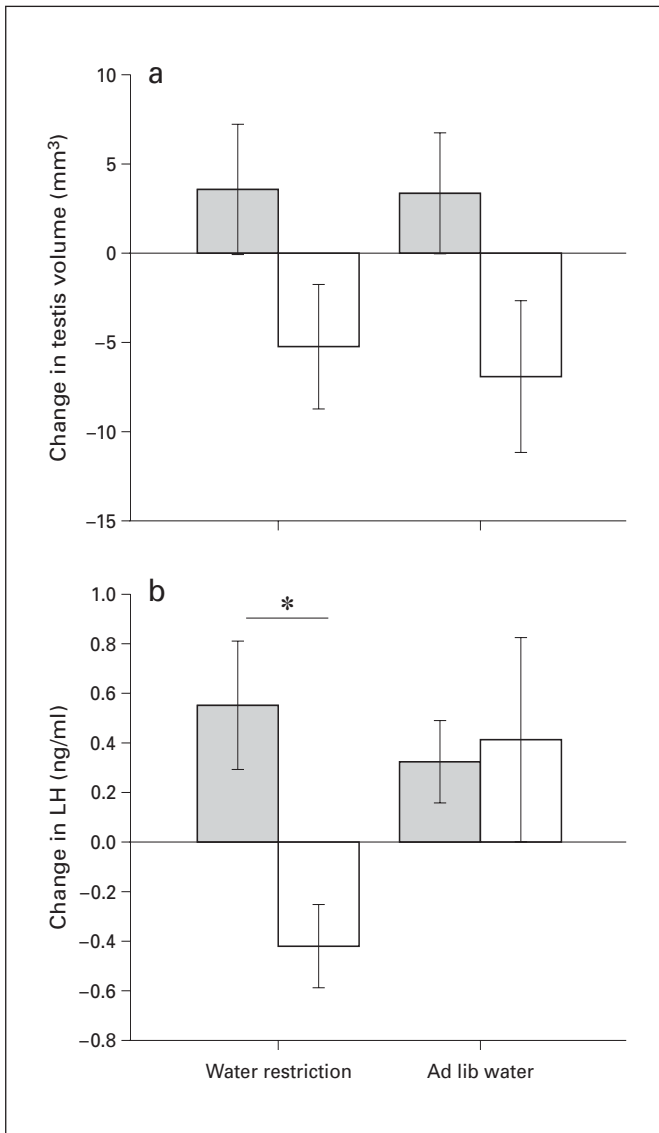 a
Change in testis volume (mm³)
10
5
0
–5
–10
–15
b
*
Change in LH (ng/ml)
1.0
0.8
0.6
0.4
0.2
0.0
–0.2
–0.4
–0.6
–0.8
Water restriction
Ad lib water